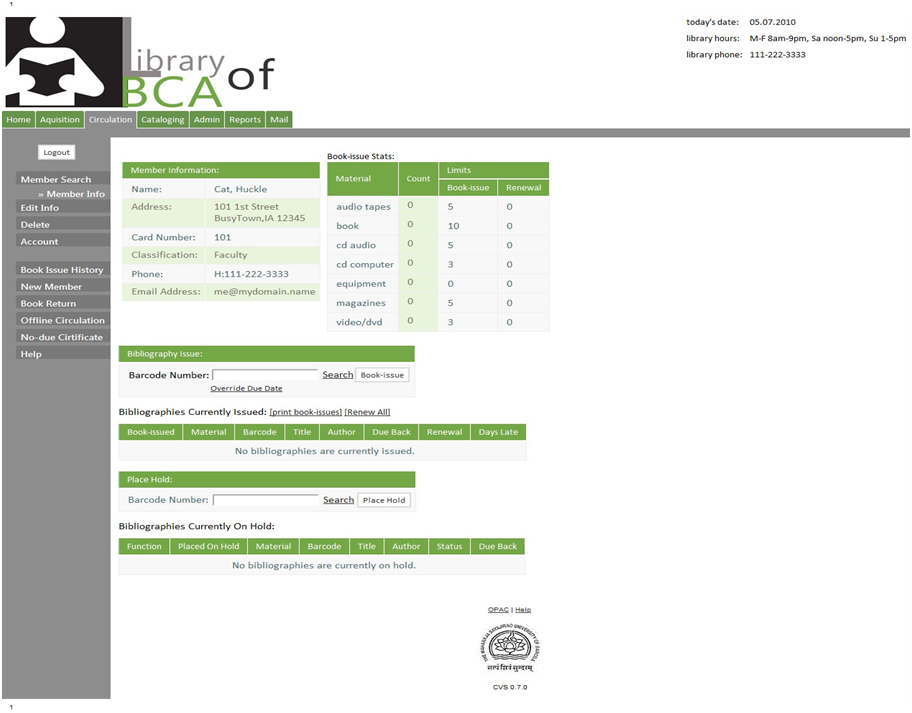 1
Library of
BCA
today's date: 05.07.2010
library hours: M-F 8am-9pm, Sa noon-5pm, Su 1-5pm
library phone: 111-222-3333
Home Aquisition Circulation Cataloging Admin Reports Mail
Logout
Member Search
» Member Info
Edit Info
Delete
Account
Book Issue History
New Member
Book Return
Offline Circulation
No-due Cirtificate
Help
Member Information:
Name: Cat, Huckle
Address: 101 1st Street
BusyTown,IA 12345
Card Number: 101
Classification: Faculty
Phone: H:111-222-3333
Email Address: me@mydomain.name
Book-issue Stats:
Material Count Limits
Book-issue Renewal
audio tapes 0 5 0
book 0 10 0
cd audio 0 5 0
cd computer 0 3 0
equipment 0 0 0
magazines 0 5 0
video/dvd 0 3 0
Bibliography Issue:
Barcode Number: Search Book-issue
Override Due Date
Bibliographies Currently Issued: [print book-issues] [Renew All]
Book-issued Material Barcode Title Author Due Back Renewal Days Late
No bibliographies are currently issued.
Place Hold:
Barcode Number: Search Place Hold
Bibliographies Currently On Hold:
Function Placed On Hold Material Barcode Title Author Status Due Back
No bibliographies are currently on hold.
OPAC | Help
THE MAHARAJA SAYAJIRAO UNIVERSITY OF BARODA
सत्यं शिवं सुन्दरम्
CVS 0.7.0
1